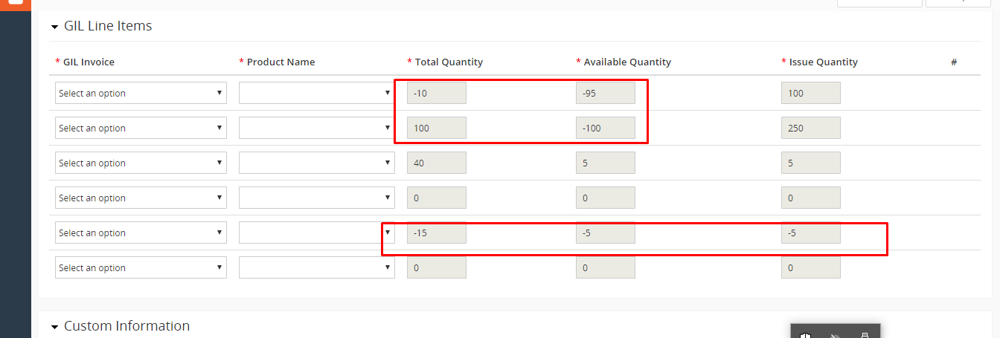 GIL Line Items
* GIL Invoice * Product Name * Total Quantity * Available Quantity * Issue Quantity #
Select an option -10 -95 100
Select an option 100 -100 250
Select an option 40 5 5
Select an option 0 0 0
Select an option -15 -5 -5
Select an option 0 0 0
Custom Information